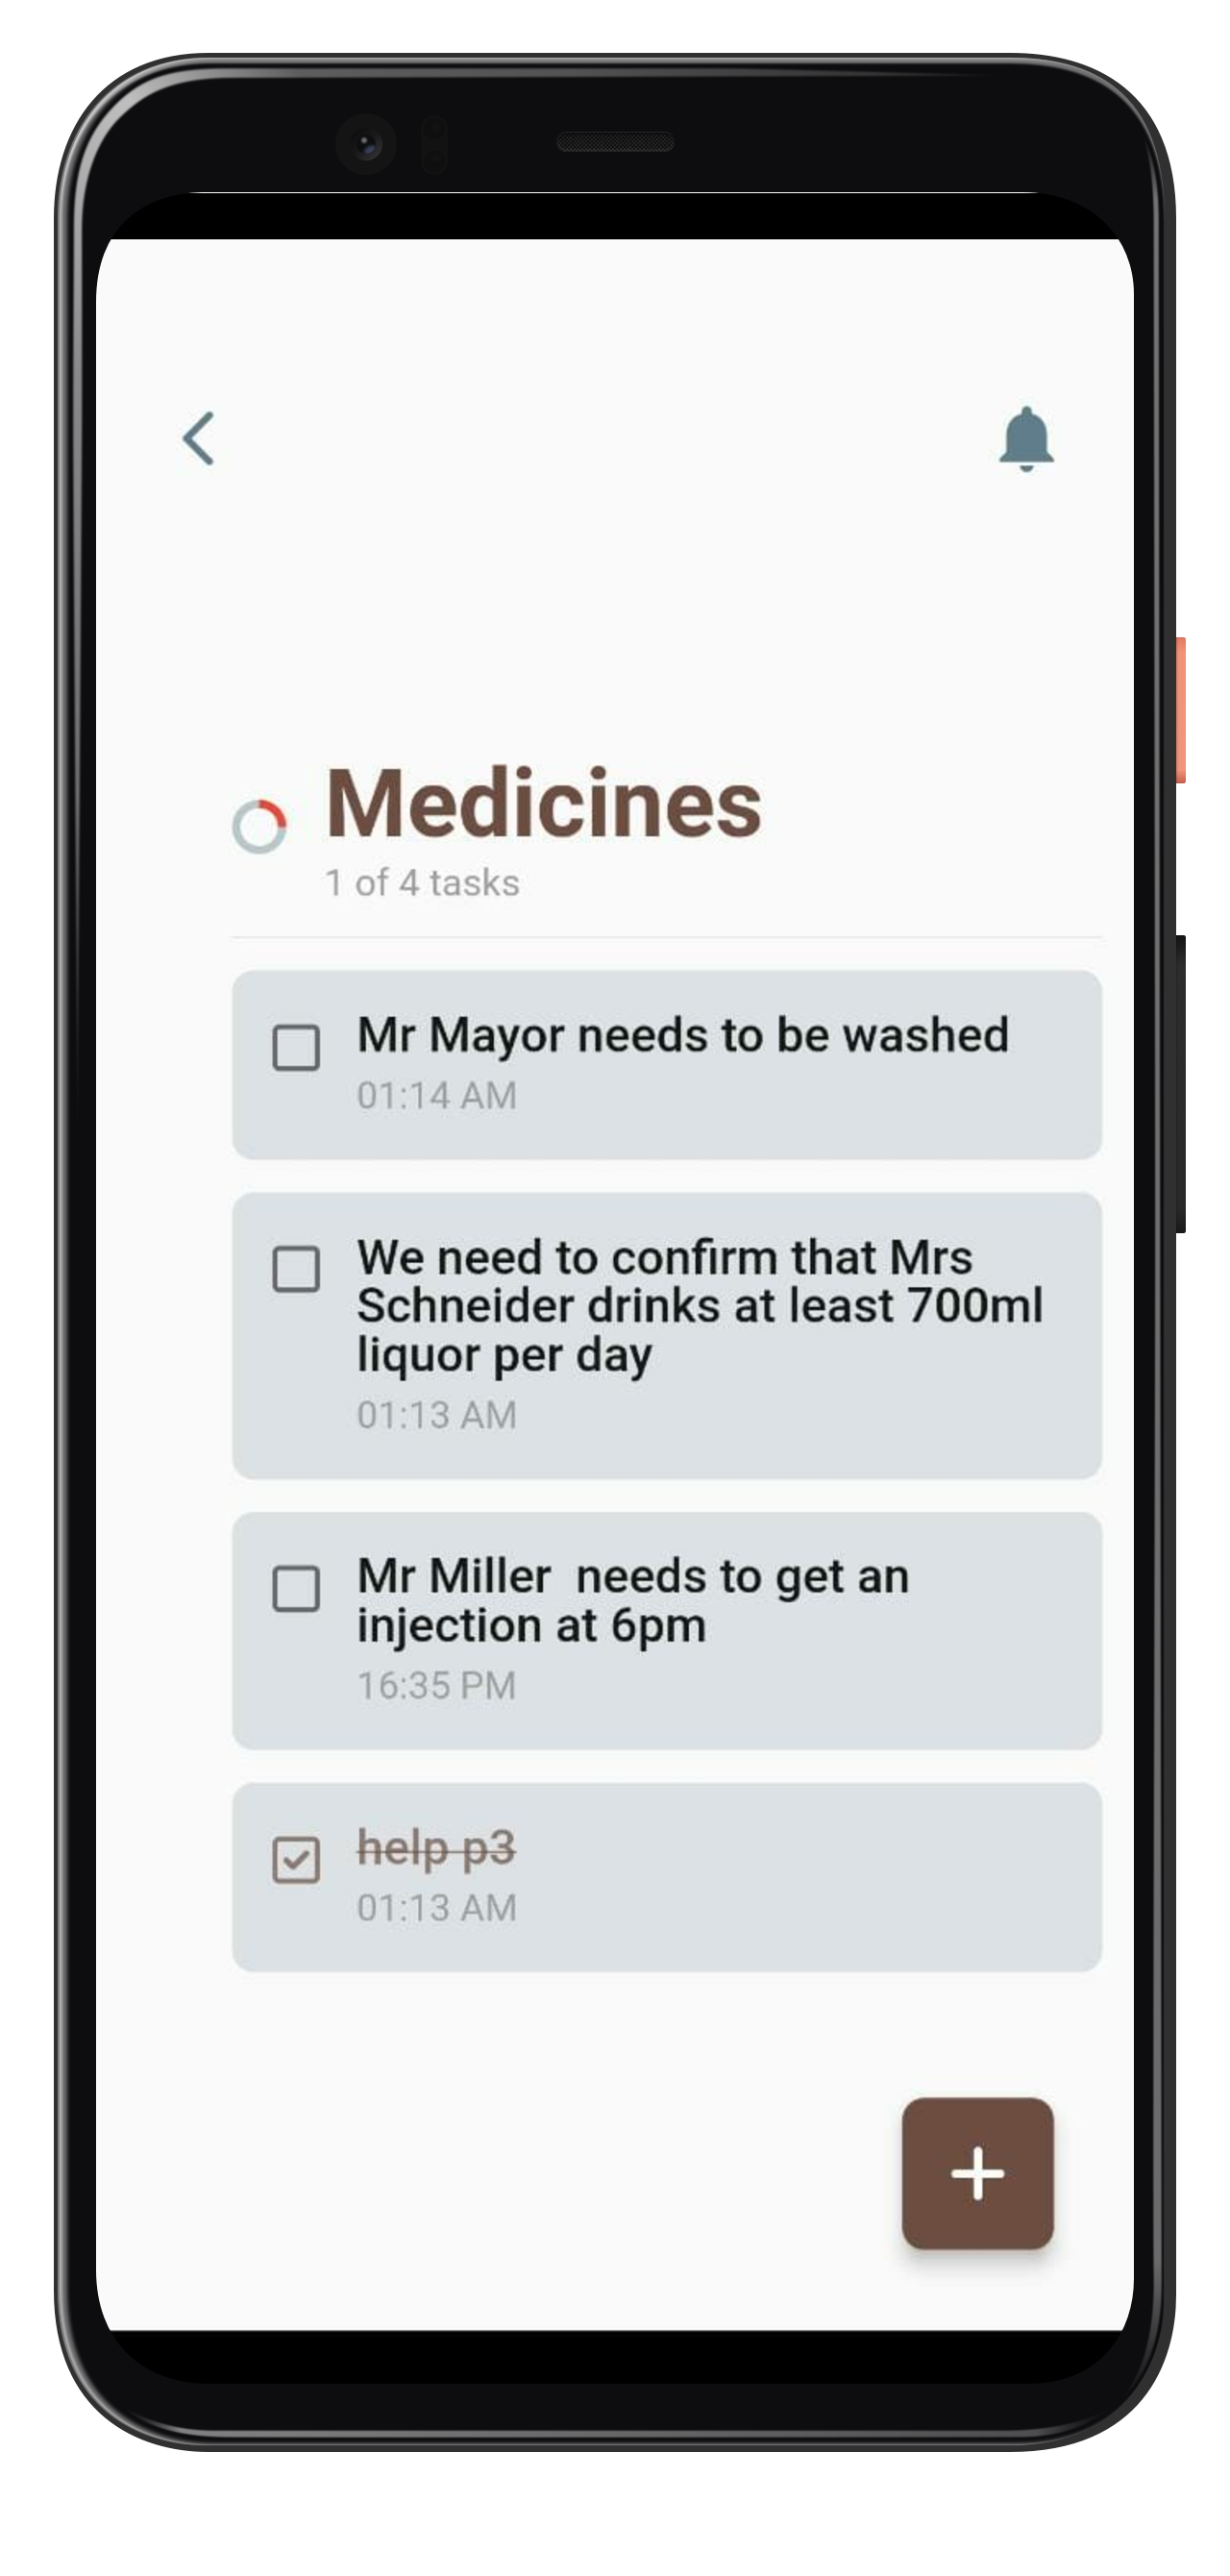 Medicines
1 of 4 tasks
Mr Mayor needs to be washed
01:14 AM
We need to confirm that Mrs
Schneider drinks at least 700ml
liquor per day
01:13 AM
Mr Miller  needs to get an
injection at 6pm
16:35 PM
help p3
01:13 AM